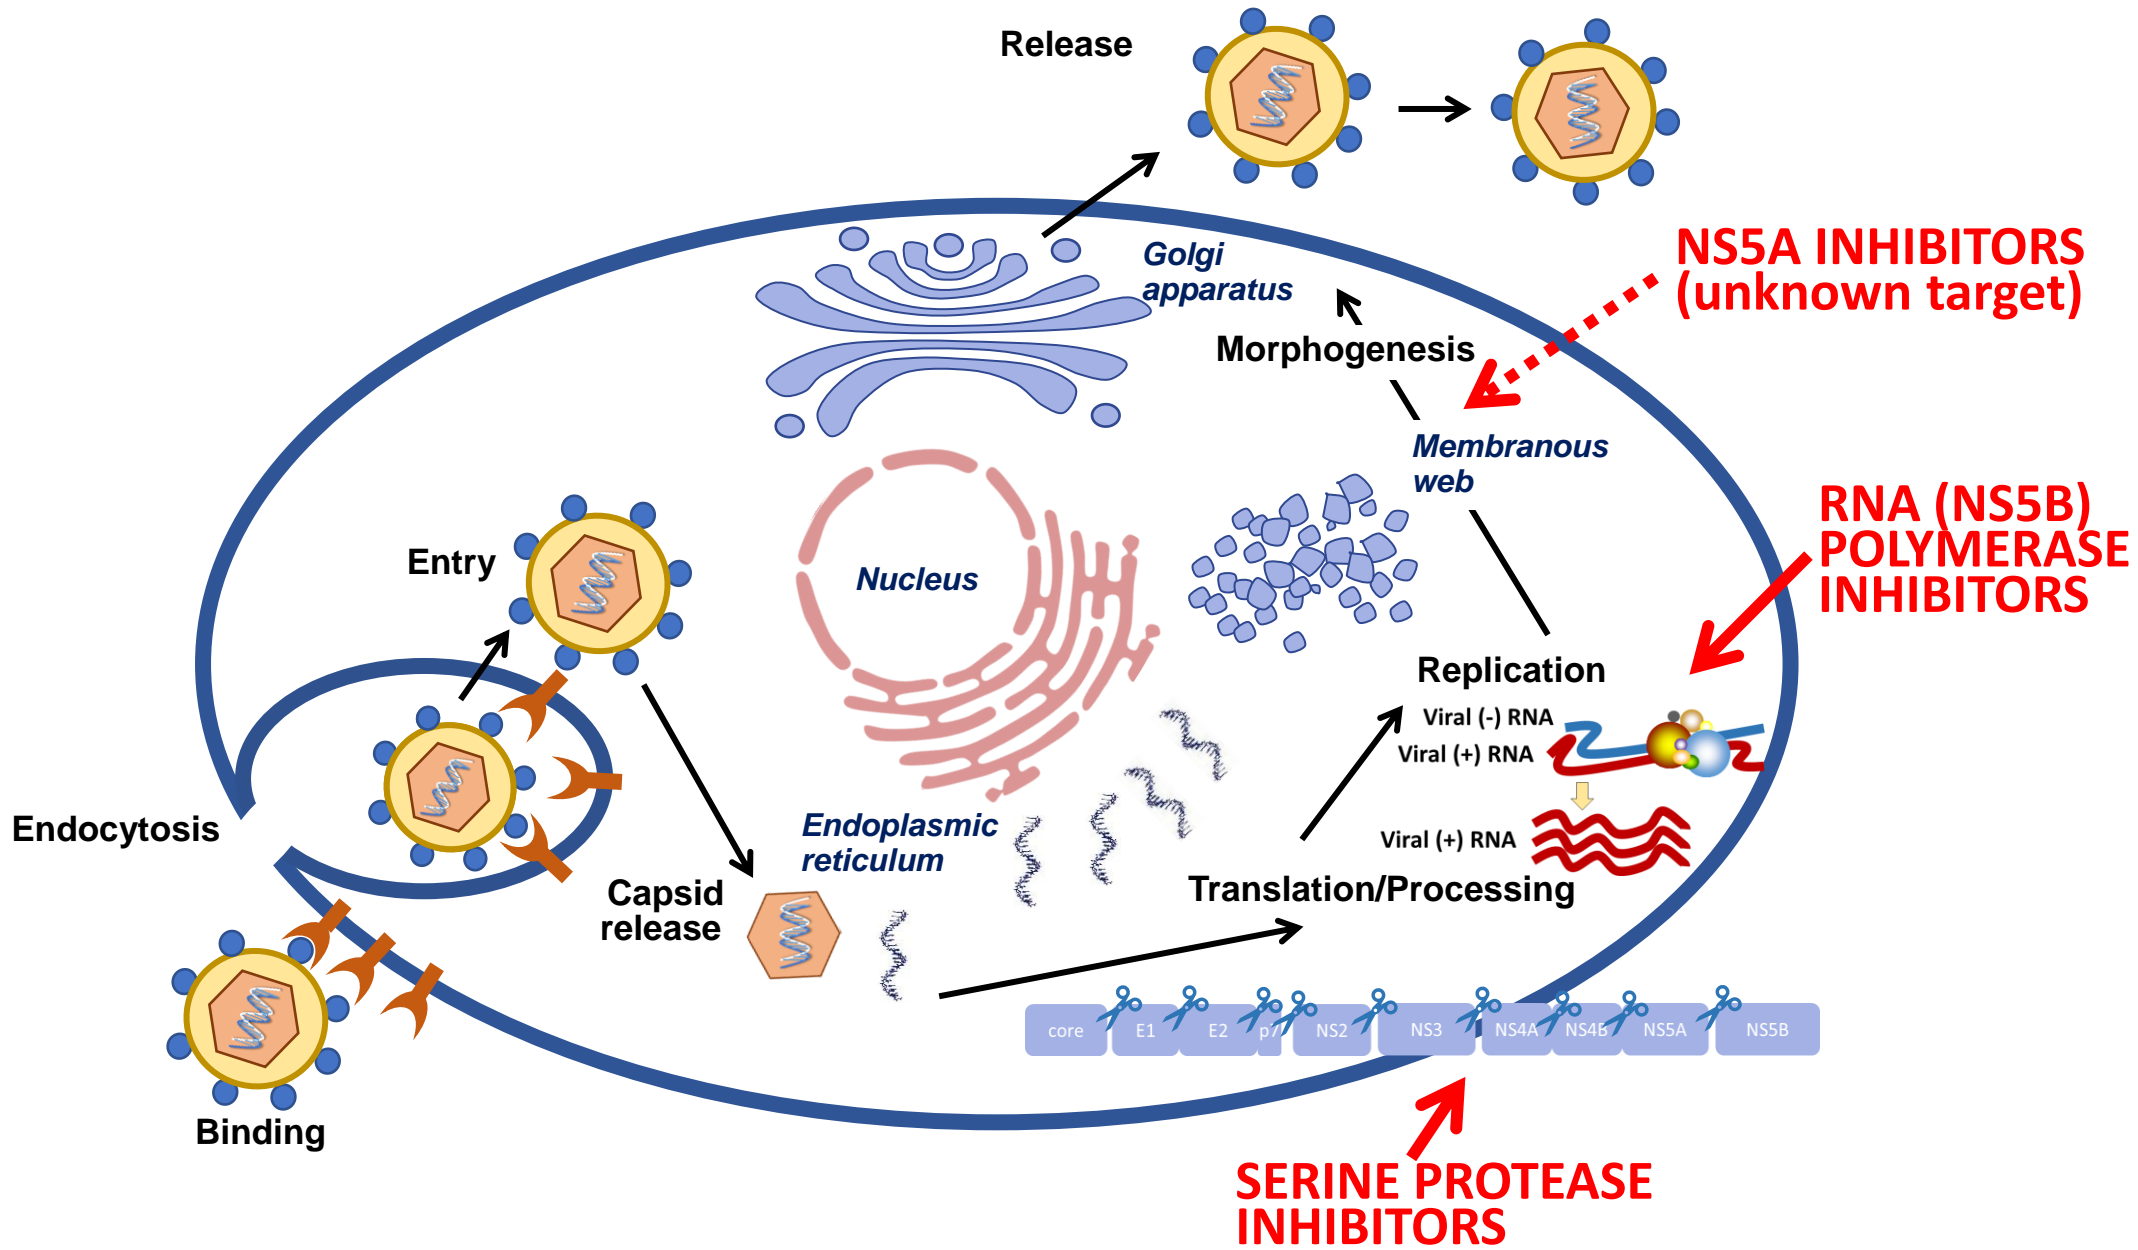 Release
NS5A INHIBITORS
(unknown target)
Golgi
apparatus
Morphogenesis
Membranous
web
RNA (NS5B)
POLYMERASE
INHIBITORS
Entry
Nucleus
Replication
Viral (-) RNA
Viral (+) RNA
Viral (+) RNA
Endocytosis
Endoplasmic
reticulum
Capsid
release
Translation/Processing
core E1 E2 p7 NS2 NS3 NS4A NS4B NS5A NS5B
Binding
SERINE PROTEASE
INHIBITORS